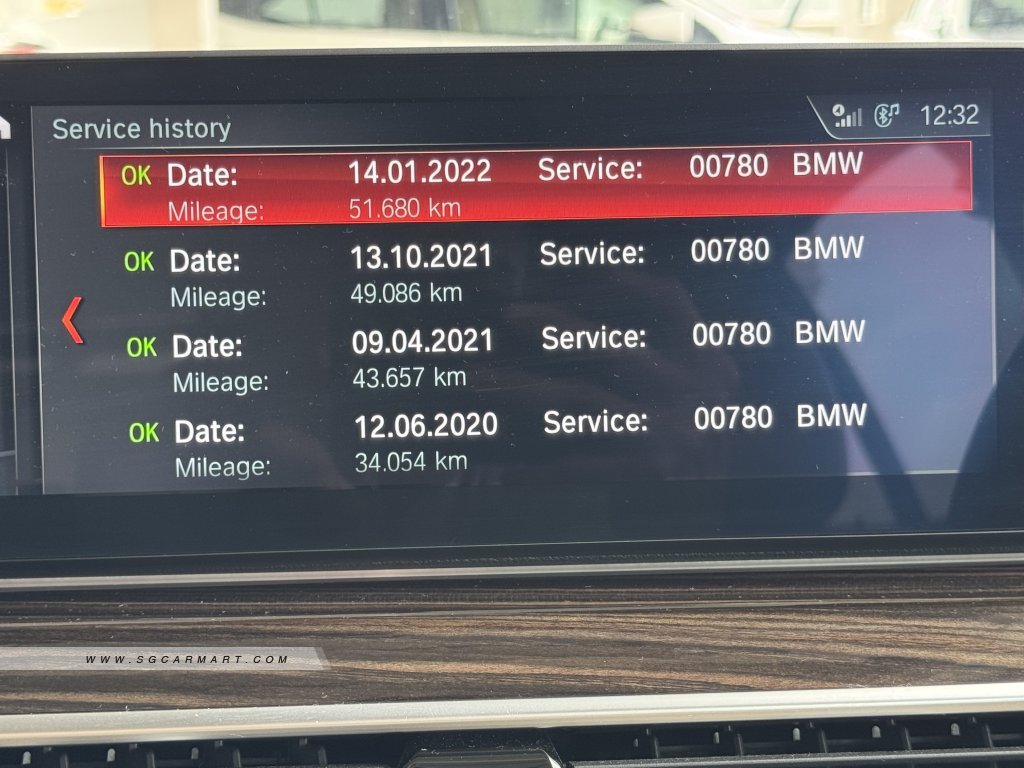 Service history 12:32
OK Date: 14.01.2022 Service: 00780 BMW
Mileage: 51.680 km
OK Date: 13.10.2021 Service: 00780 BMW
Mileage: 49.086 km
OK Date: 09.04.2021 Service: 00780 BMW
Mileage: 43.657 km
OK Date: 12.06.2020 Service: 00780 BMW
Mileage: 34.054 km
WWW.SGCARMART.COM